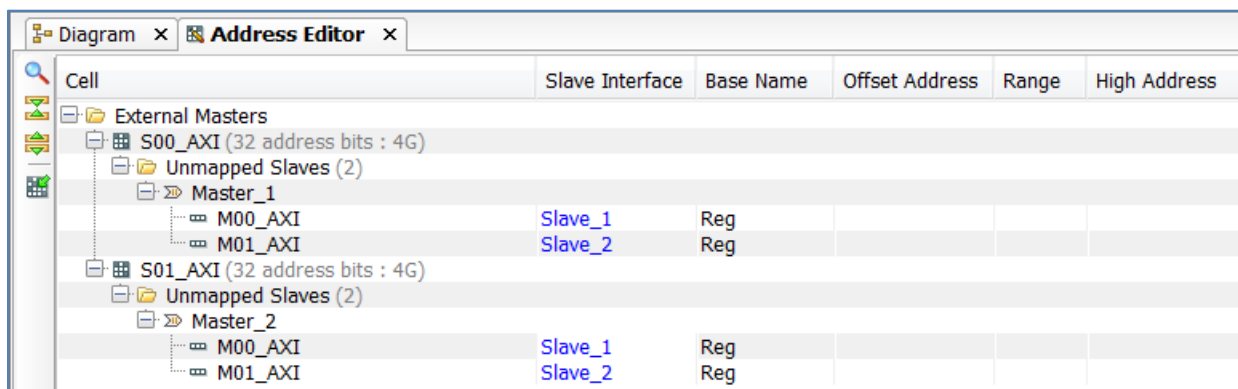 Diagram × Address Editor ×
Cell Slave Interface Base Name Offset Address Range High Address
External Masters
S00_AXI (32 address bits : 4G)
Unmapped Slaves (2)
Master_1
M00_AXI Slave_1 Reg
M01_AXI Slave_2 Reg
S01_AXI (32 address bits : 4G)
Unmapped Slaves (2)
Master_2
M00_AXI Slave_1 Reg
M01_AXI Slave_2 Reg